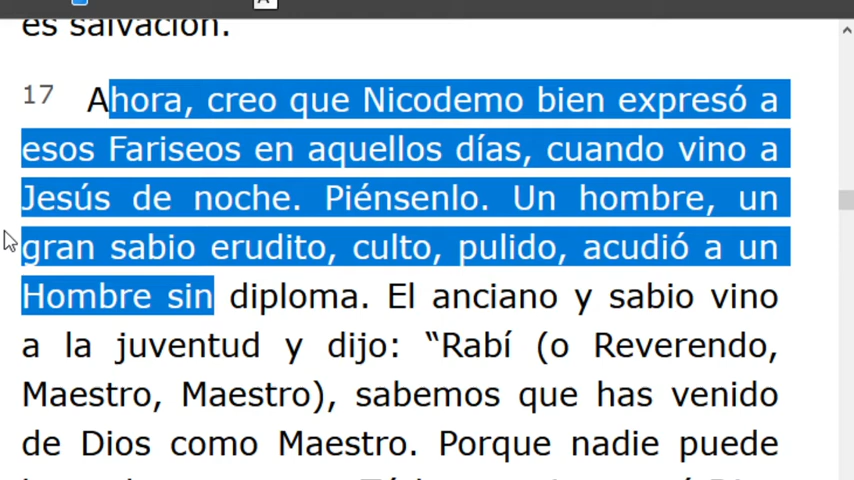 es salvación.
17 Ahora, creo que Nicodemo bien expresó a
esos Fariseos en aquellos días, cuando vino a
Jesús de noche. Piénsenlo. Un hombre, un
gran sabio erudito, culto, pulido, acudió a un
Hombre sin diploma. El anciano y sabio vino
a la juventud y dijo: “Rabí (o Reverendo,
Maestro, Maestro), sabemos que has venido
de Dios como Maestro. Porque nadie puede